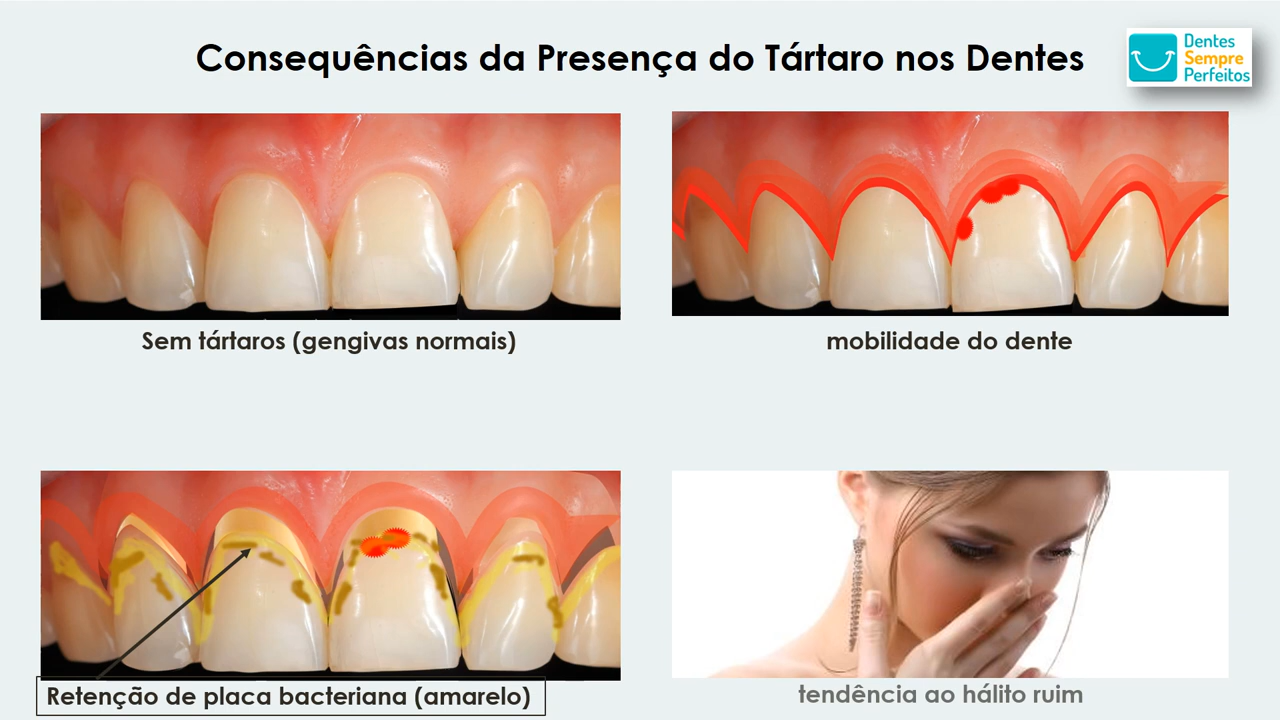 Consequências da Presença do Tártaro nos Dentes
Dentes
Sempre
Perfeitos
Sem tártaros (gengivas normais)
mobilidade do dente
Retenção de placa bacteriana (amarelo)
tendência ao hálito ruim